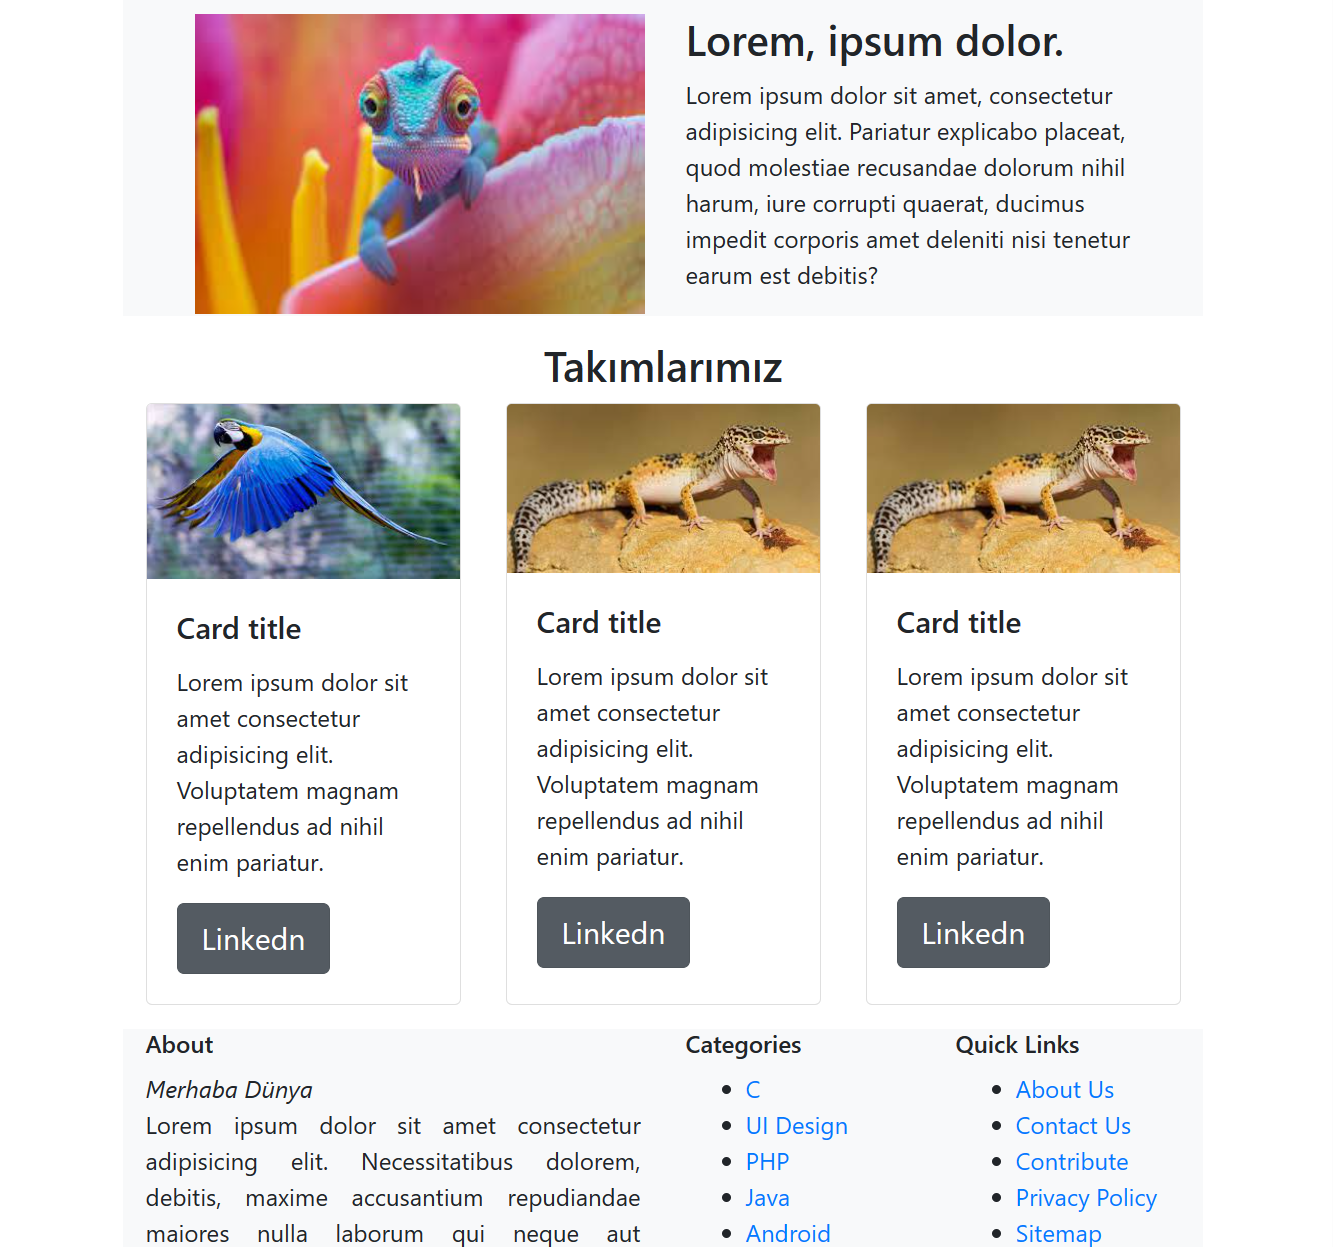 Lorem, ipsum dolor.
Lorem ipsum dolor sit amet, consectetur
adipisicing elit. Pariatur explicabo placeat,
quod molestiae recusandae dolorum nihil
harum, iure corrupti quaerat, ducimus
impedit corporis amet deleniti nisi tenetur
earum est debitis?
Takımlarımız
Card title
Lorem ipsum dolor sit
amet consectetur
adipisicing elit.
Voluptatem magnam
repellendus ad nihil
enim pariatur.
Linkedn
Card title
Lorem ipsum dolor sit
amet consectetur
adipisicing elit.
Voluptatem magnam
repellendus ad nihil
enim pariatur.
Linkedn
Card title
Lorem ipsum dolor sit
amet consectetur
adipisicing elit.
Voluptatem magnam
repellendus ad nihil
enim pariatur.
Linkedn
About
Merhaba Dünya
Lorem ipsum dolor sit amet consectetur
adipisicing elit. Necessitatibus dolorem,
debitis, maxime accusantium repudiandae
maiores nulla laborum qui neque aut
Categories
C
UI Design
PHP
Java
Android
Quick Links
About Us
Contact Us
Contribute
Privacy Policy
Sitemap